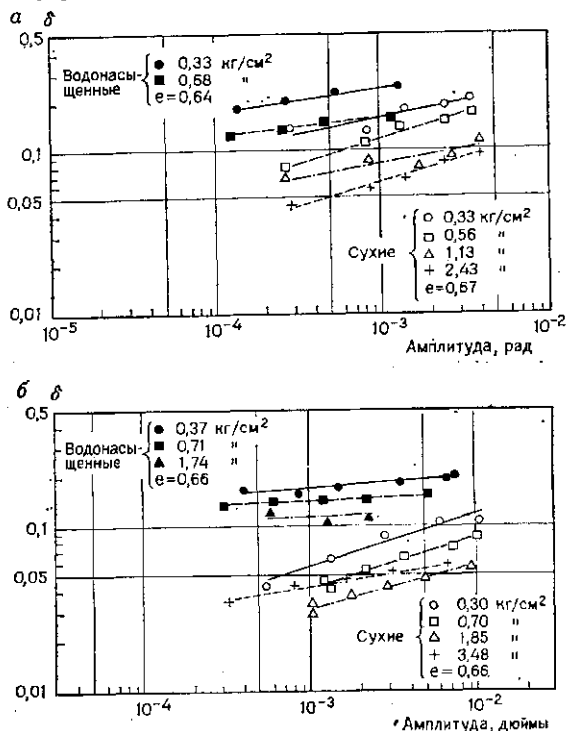 а δ
0,5
Водонасы-
щенные
● 0,33 кг/см²
■ 0,68 "
e=0,64
0,1
0,05
Сухие
○ 0,33 кг/см²
□ 0,56 "
△ 1,13 "
+ 2,43 "
e=0,67
0,01
10⁻⁵ 10⁻⁴ 10⁻³ 10⁻²
Амплитуда, рад
б δ
0,5
Водонасы-
щенные
● 0,37 кг/см²
■ 0,71 "
▲ 1,74 "
e=0,66
0,1
0,05
Сухие
○ 0,30 кг/см²
□ 0,70 "
△ 1,85 "
+ 3,48 "
e=0,66
0,01
10⁻⁴ 10⁻³ 10⁻²
Амплитуда, дюймы